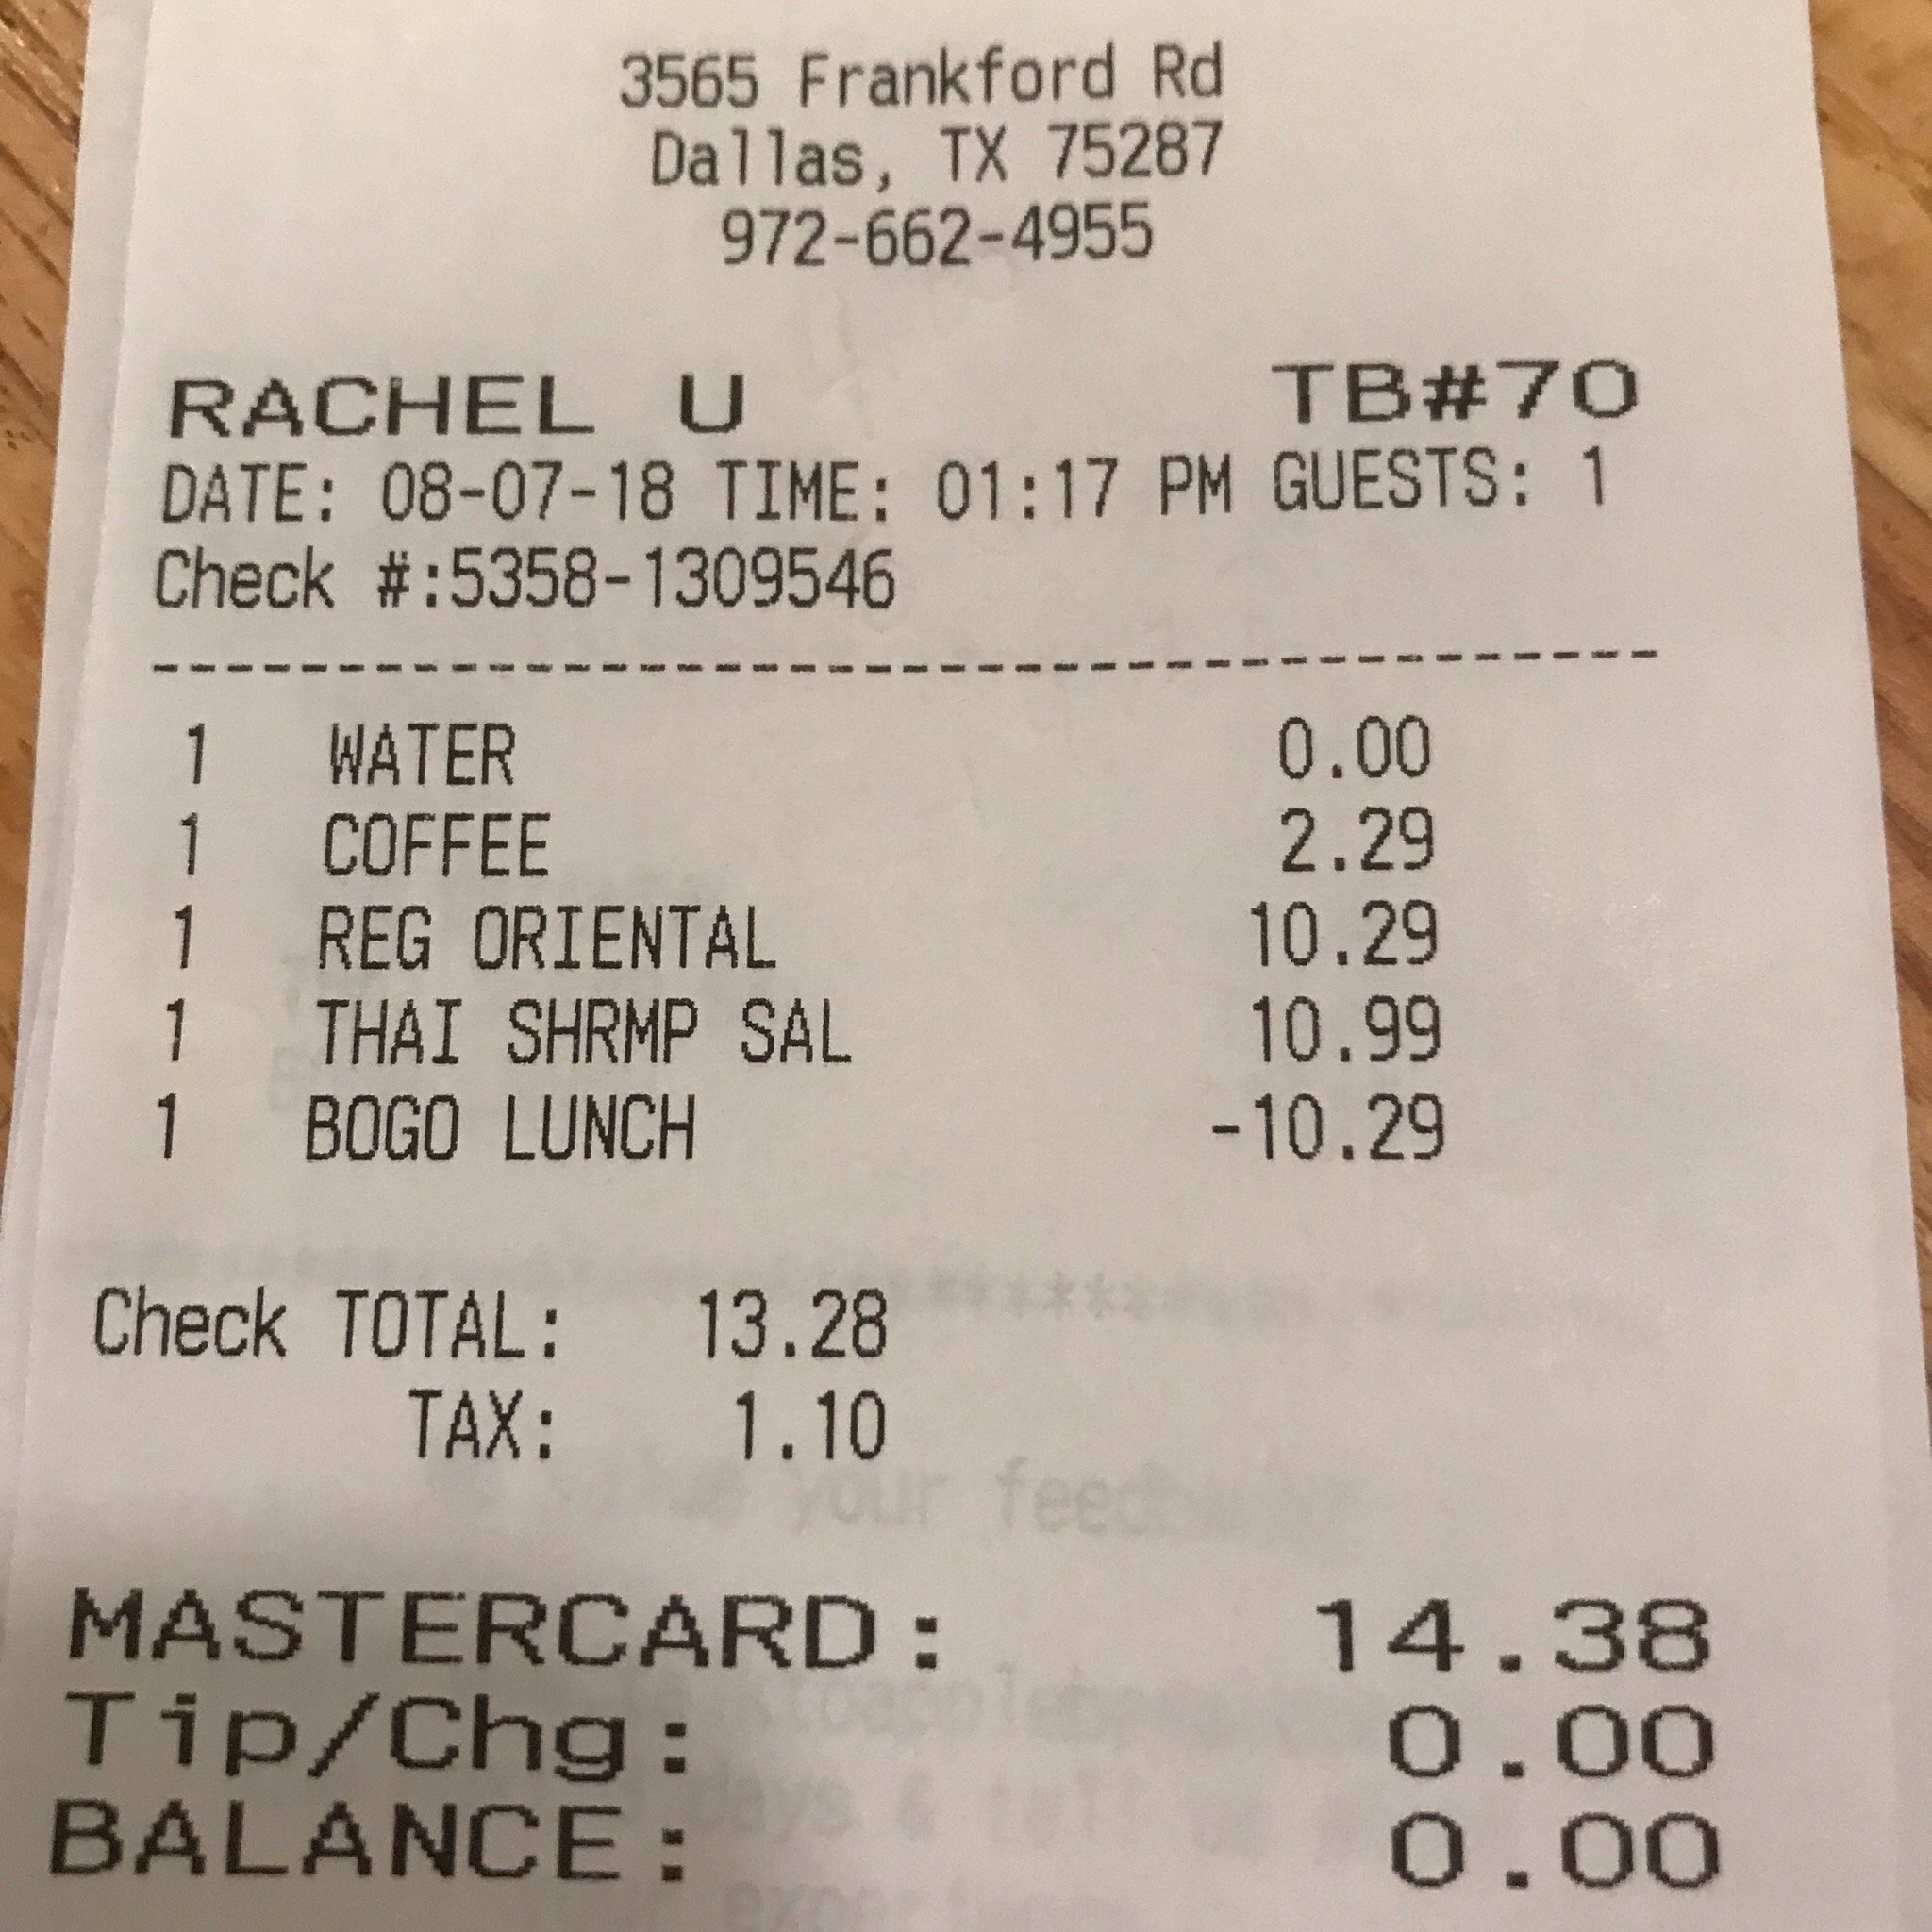 3565 Frankford Rd
Dallas, TX 75287
972-662-4955
RACHEL U TB#70
DATE: 08-07-18 TIME: 01:17 PM GUESTS: 1
Check #:5358-1309546
----------------------------------------
1 WATER 0.00
1 COFFEE 2.29
1 REG ORIENTAL 10.29
1 THAI SHRMP SAL 10.99
1 BOGO LUNCH -10.29
Check TOTAL: 13.28
TAX: 1.10
your
MASTERCARD: 14.38
Tip/Chg: 0.00
BALANCE: 0.00